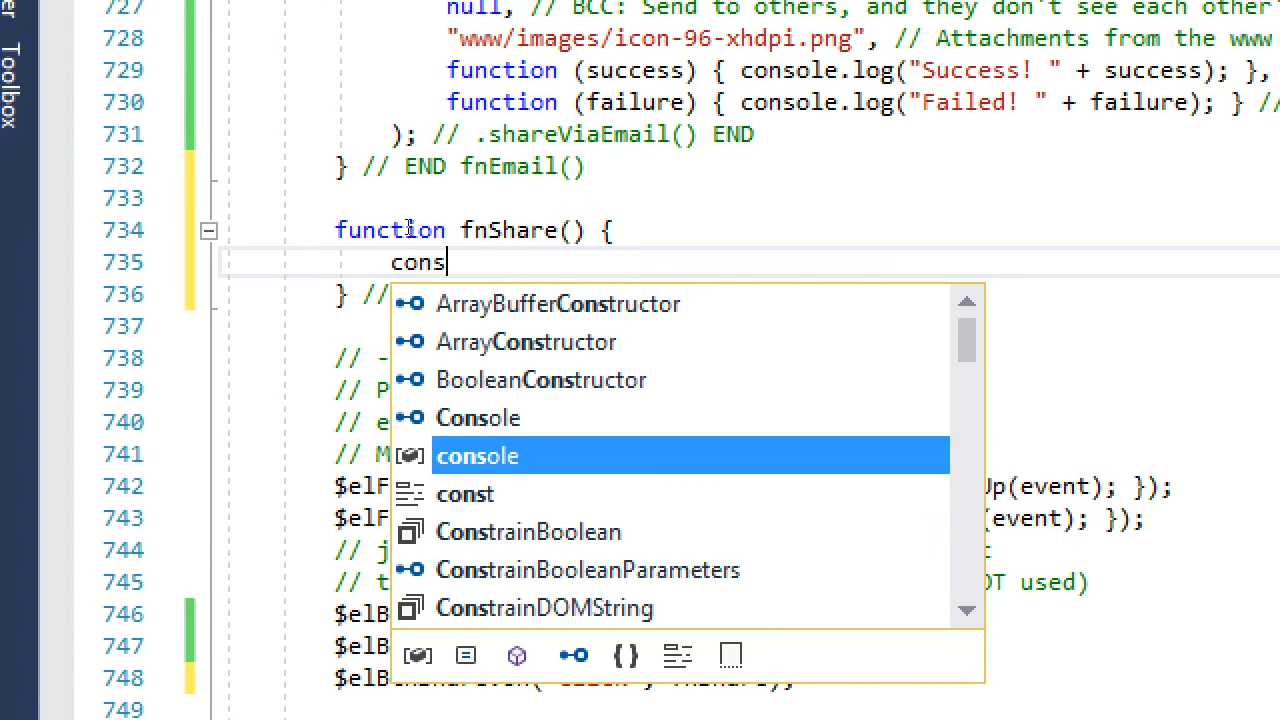 Toolbox
727 null, // BCC: Send to others, and they don't see each other'
728 "www/images/icon-96-xhdpi.png", // Attachments from the www
729 function (success) { console.log("Success! " + success); },
730 function (failure) { console.log("Failed! " + failure); } //
731 ); // .shareViaEmail() END
732 } // END fnEmail()
733
734 function fnShare() {
735 cons
736 } //
ArrayBufferConstructor
737
ArrayConstructor
738 // -
BooleanConstructor
739 // P
740 // e
Console
741 // M
console
742 $elF Up(event); });
const
743 $elF (event); });
ConstrainBoolean
744 // j
ConstrainBooleanParameters
745 // t OT used)
ConstrainDOMString
746 $elB
747 $elB
748 $elB
749